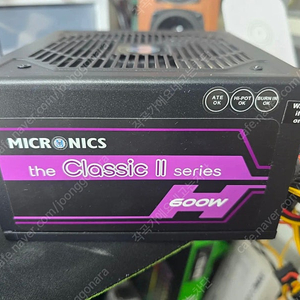 ATE OK
HI-POT OK
BURN IN OK
MICRONICS
the Classic II series
H
600W